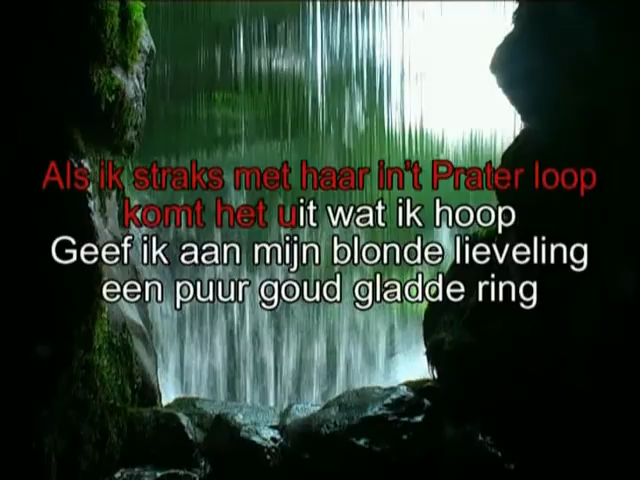 Als ik straks met haar in't Prater loop
komt het uit wat ik hoop
Geef ik aan mijn blonde lieveling
een puur goud gladde ring